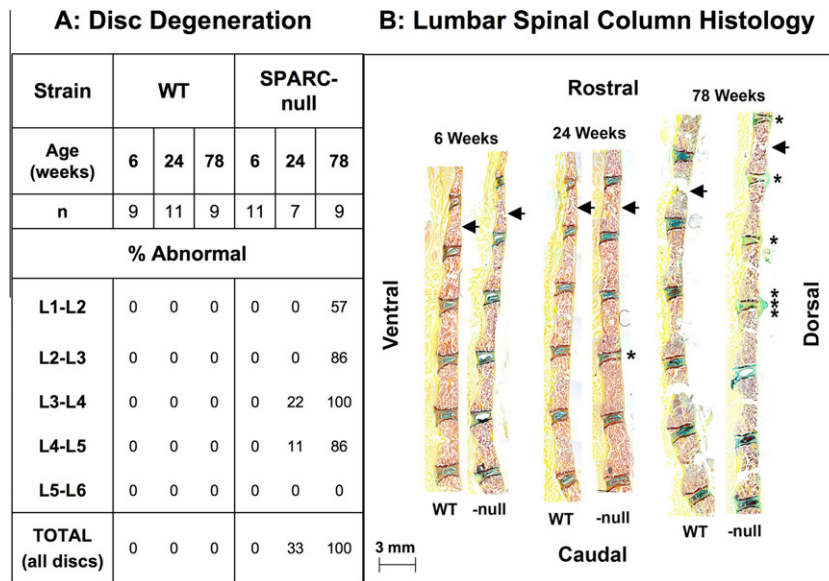 A: Disc Degeneration
Strain WT SPARC-null
Age (weeks) 6 24 78 6 24 78
n 9 11 9 11 7 9
% Abnormal
L1-L2 0 0 0 0 0 57
L2-L3 0 0 0 0 0 86
L3-L4 0 0 0 0 22 100
L4-L5 0 0 0 0 11 86
L5-L6 0 0 0 0 0 0
TOTAL (all discs) 0 0 0 0 33 100
B: Lumbar Spinal Column Histology
Rostral
6 Weeks 24 Weeks 78 Weeks
*
*
*
*
*
*
*
Ventral
Dorsal
WT -null WT -null WT -null
3 mm
Caudal